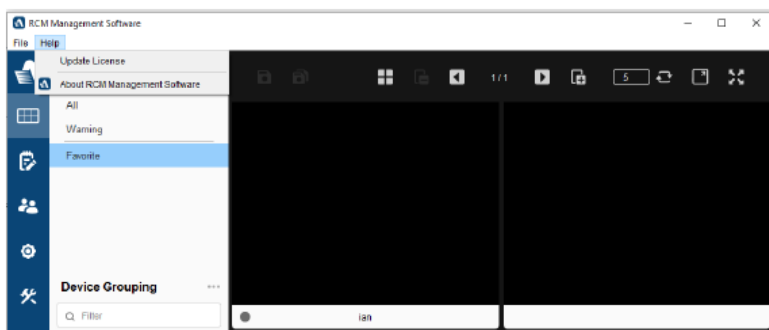 RCM Management Software
File Help
Update License
About RCM Management Software
1/1
5
All
Warning
Favorite
Device Grouping
Filter
ian